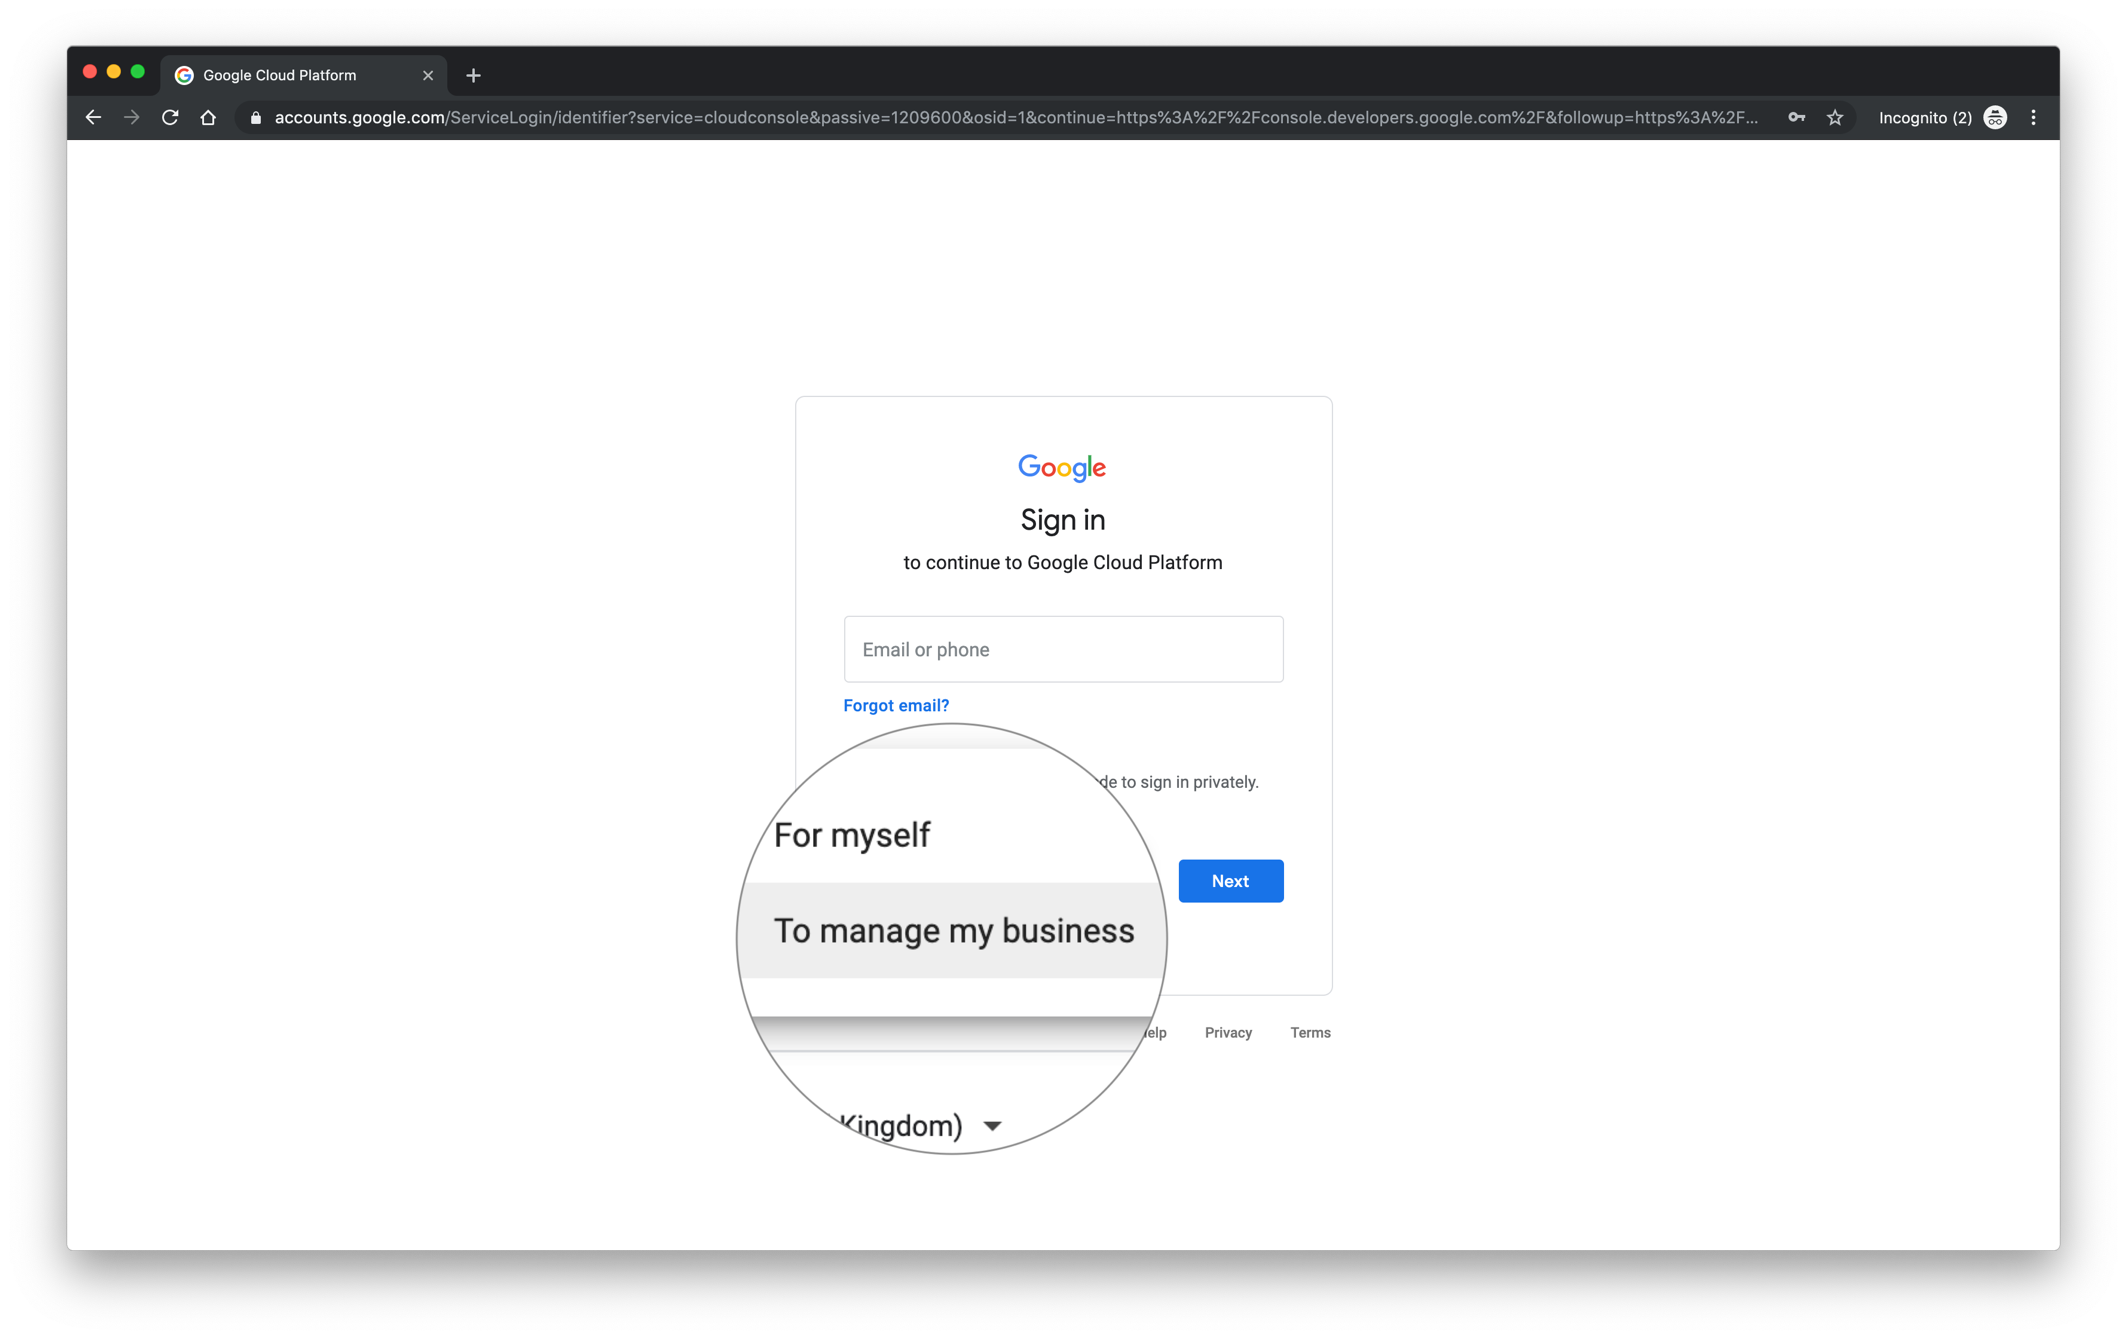 Google Cloud Platform
accounts.google.com/ServiceLogin/identifier?service=cloudconsole&passive=1209600&osid=1&continue=https%3A%2F%2Fconsole.developers.google.com%2F&followup=https%3A%2F...
Incognito (2)
Google
Sign in
to continue to Google Cloud Platform
Email or phone
Forgot email?
to sign in privately.
For myself
Next
To manage my business
Privacy
Terms
Kingdom)